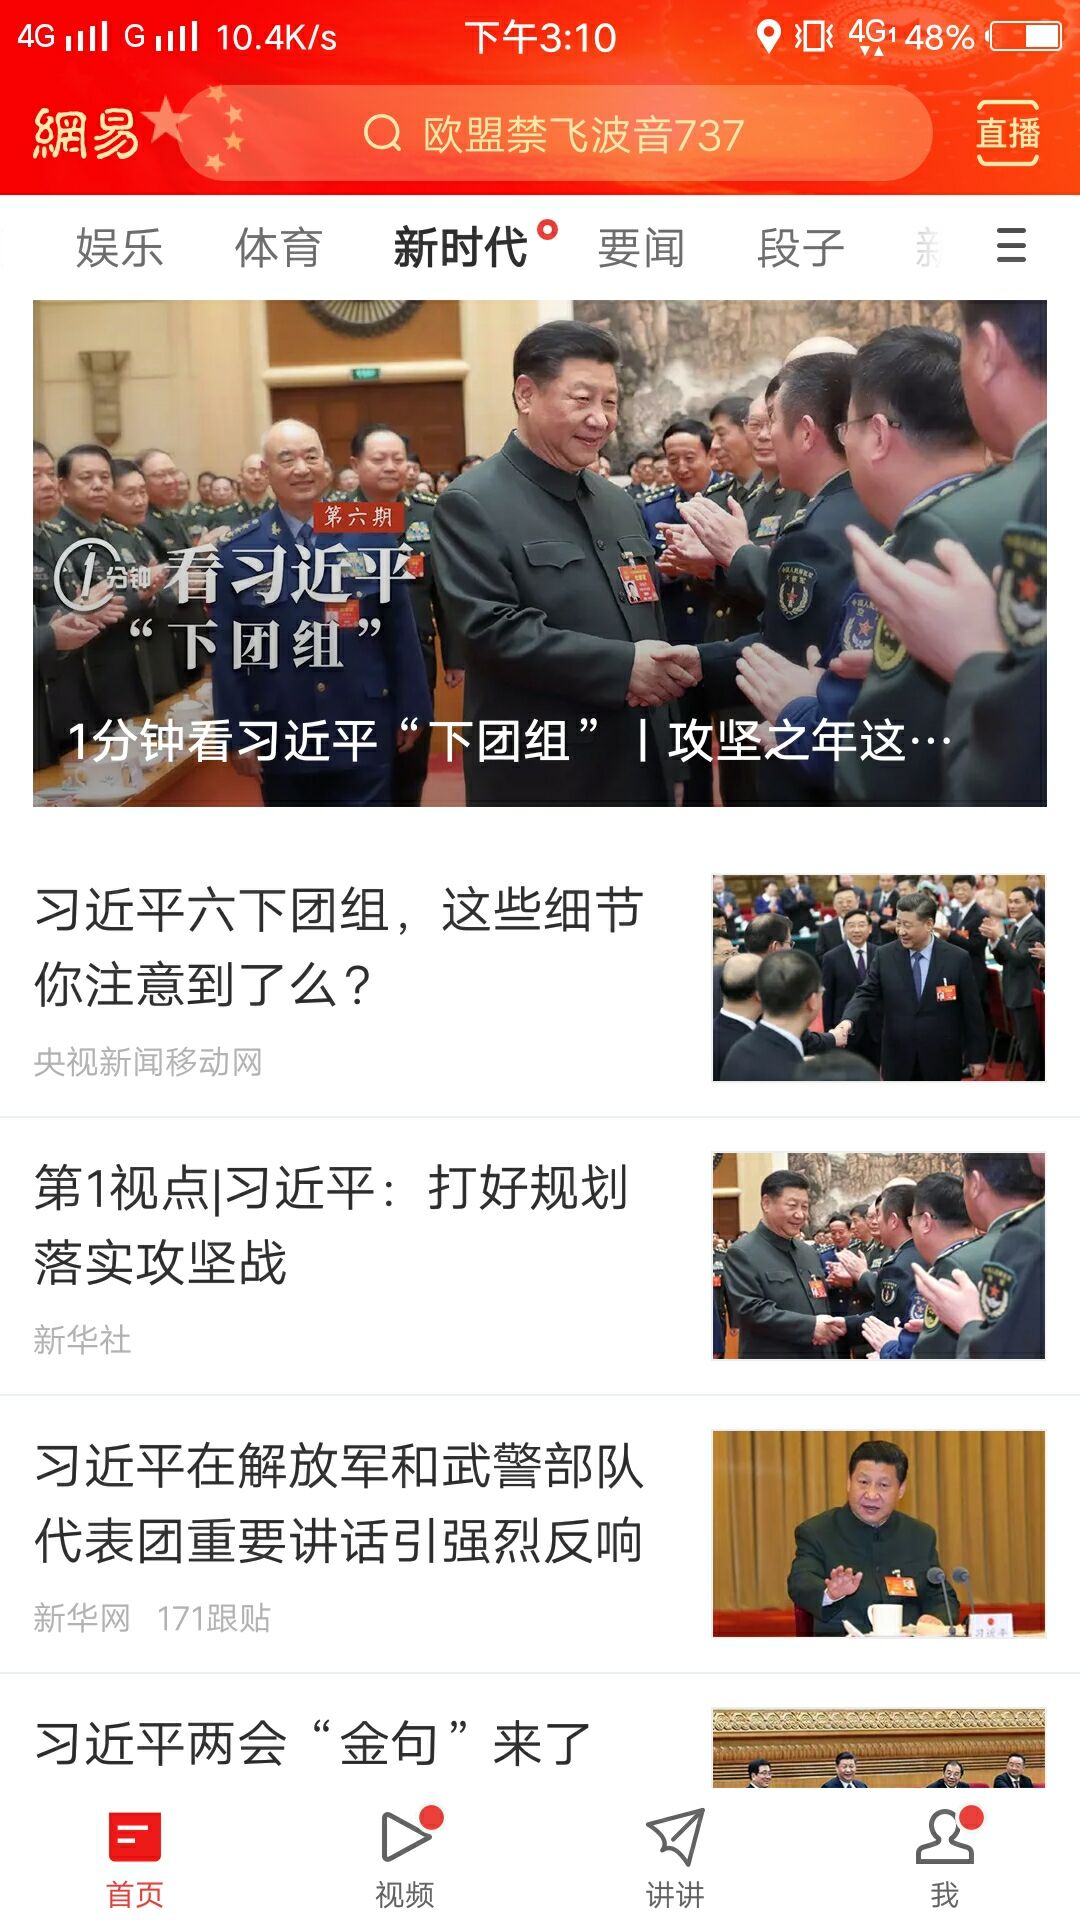 4G G 10.4K/s 下午3:10 4G1 48%
網易 欧盟禁飞波音737 直播
娱乐 体育 新时代 要闻 段子
第六期
1分钟 看习近平
“下团组”
1分钟看习近平“下团组”丨攻坚之年这…
习近平六下团组，这些细节
你注意到了么？
央视新闻移动网
第1视点|习近平：打好规划
落实攻坚战
新华社
习近平在解放军和武警部队
代表团重要讲话引强烈反响
新华网 171跟贴
习近平
习近平两会“金句”来了
首页 视频 讲讲 我